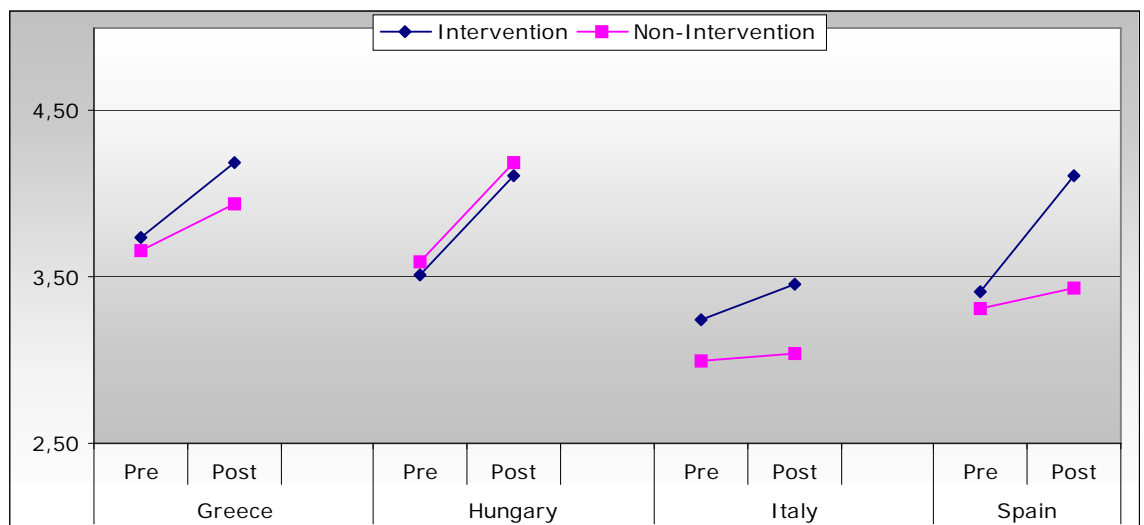 Intervention Non-Intervention
4,50
3,50
2,50
Pre Post Pre Post Pre Post Pre Post
Greece Hungary Italy Spain